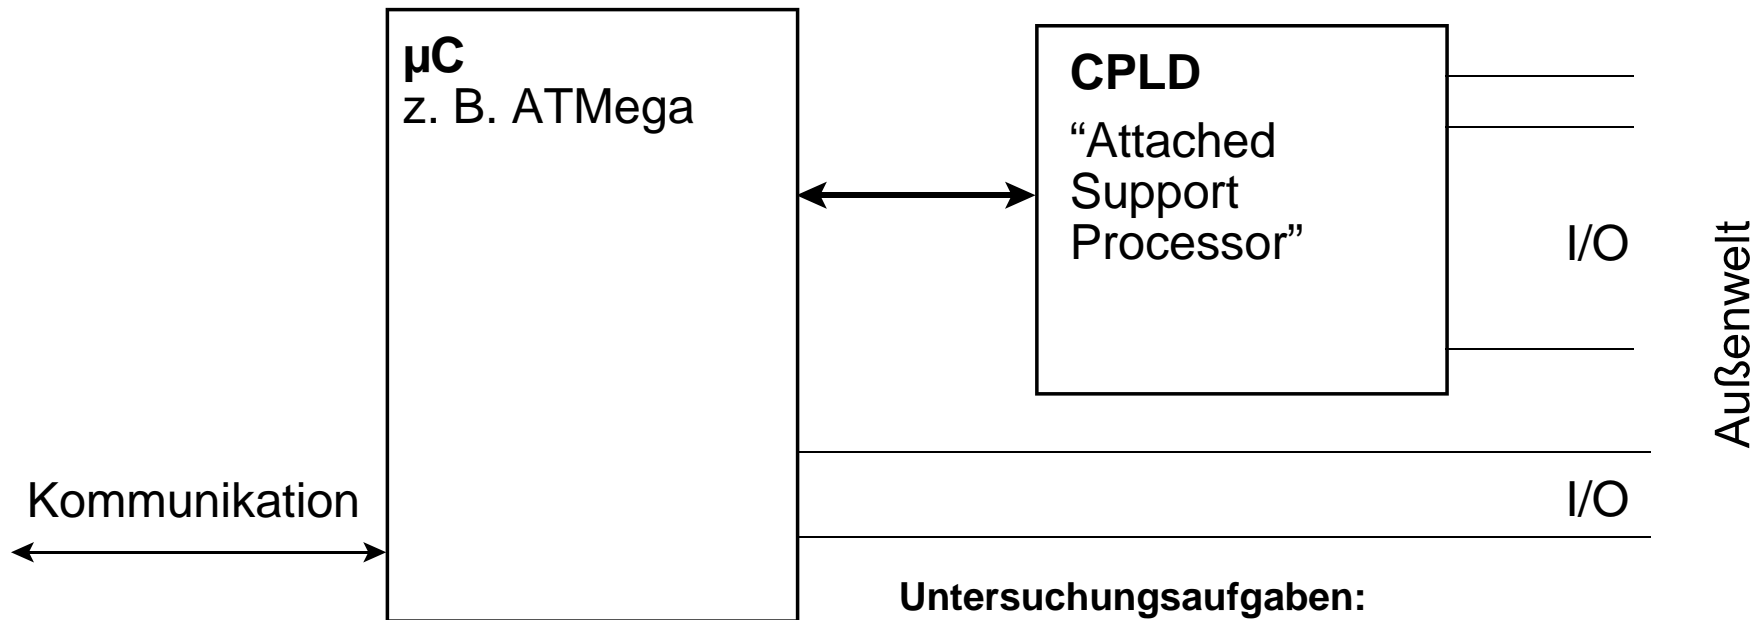 µC
z. B. ATMega
CPLD
“Attached
Support
Processor”
I/O
Außenwelt
Kommunikation
I/O
Untersuchungsaufgaben: